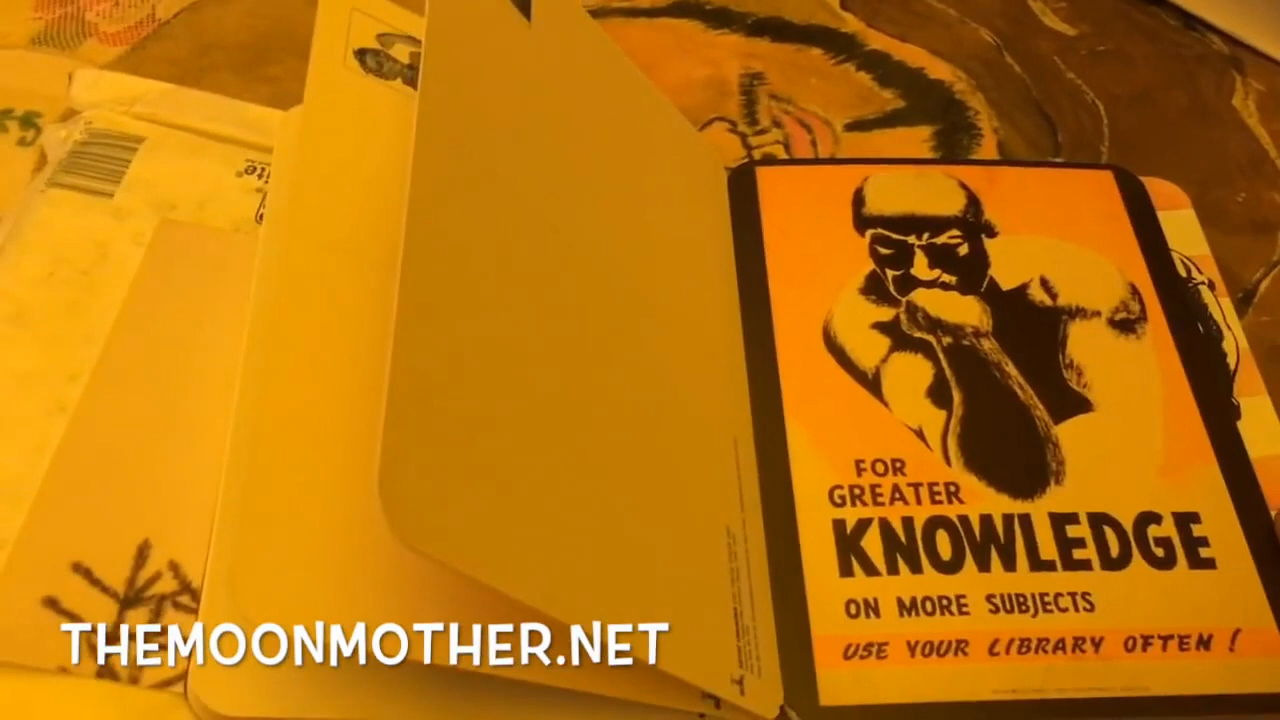 FOR
GREATER
KNOWLEDGE
ON MORE SUBJECTS
USE YOUR LIBRARY OFTEN !
THEMOONMOTHER.NET